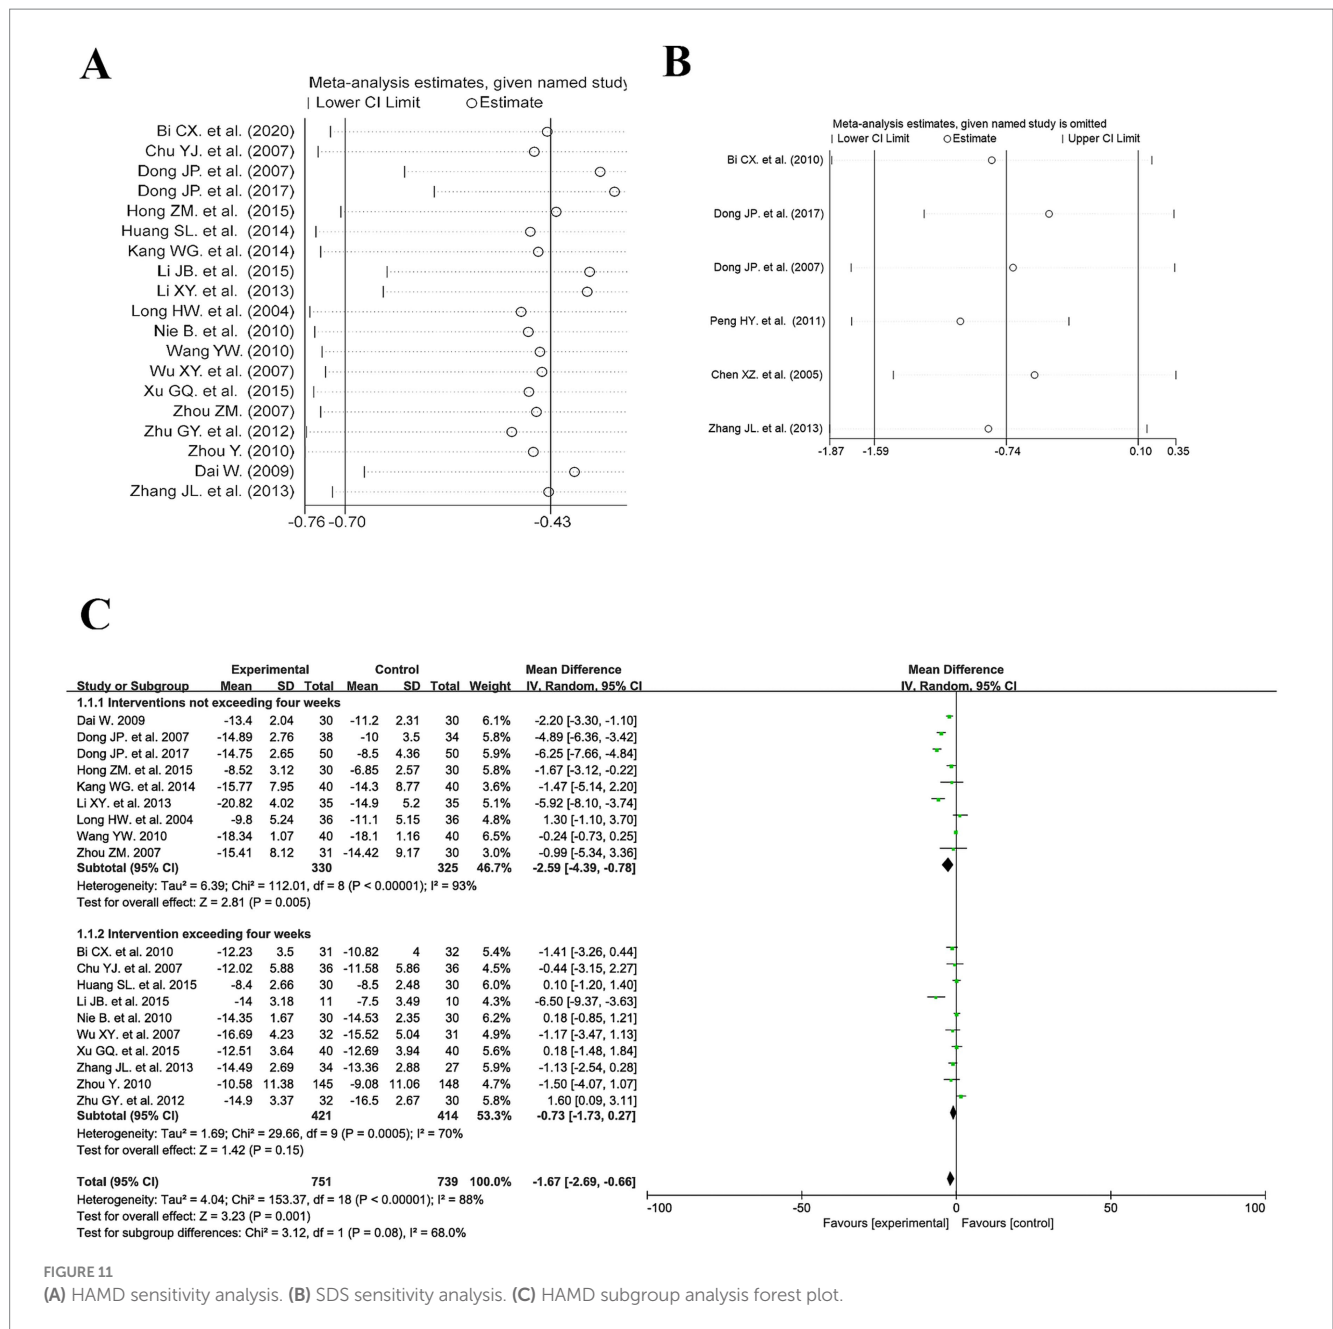 A
Meta-analysis estimates, given named study
| Lower CI Limit ○ Estimate
Bi CX. et al. (2020)
Chu YJ. et al. (2007)
Dong JP. et al. (2007)
Dong JP. et al. (2017)
Hong ZM. et al. (2015)
Huang SL. et al. (2014)
Kang WG. et al. (2014)
Li JB. et al. (2015)
Li XY. et al. (2013)
Long HW. et al. (2004)
Nie B. et al. (2010)
Wang YW. (2010)
Wu XY. et al. (2007)
Xu GQ. et al. (2015)
Zhou ZM. (2007)
Zhu GY. et al. (2012)
Zhou Y. (2010)
Dai W. (2009)
Zhang JL. et al. (2013)
-0.76 -0.70 -0.43
B
Meta-analysis estimates, given named study is omitted
| Lower CI Limit ○ Estimate | Upper CI Limit
Bi CX. et al. (2010)
Dong JP. et al. (2017)
Dong JP. et al. (2007)
Peng HY. et al. (2011)
Chen XZ. et al. (2005)
Zhang JL. et al. (2013)
-1.87 -1.59 -0.74 0.10 0.35
C
Experimental Control Mean Difference Mean Difference
Study or Subgroup Mean SD Total Mean SD Total Weight IV, Random, 95% CI IV, Random, 95% CI
1.1.1 Interventions not exceeding four weeks
Dai W. 2009 -13.4 2.04 30 -11.2 2.31 30 6.1% -2.20 [-3.30, -1.10]
Dong JP. et al. 2007 -14.89 2.76 38 -10 3.5 34 5.8% -4.89 [-6.36, -3.42]
Dong JP. et al. 2017 -14.75 2.65 50 -8.5 4.36 50 5.9% -6.25 [-7.66, -4.84]
Hong ZM. et al. 2015 -8.52 3.12 30 -6.85 2.57 30 5.8% -1.67 [-3.12, -0.22]
Kang WG. et al. 2014 -15.77 7.95 40 -14.3 8.77 40 3.6% -1.47 [-5.14, 2.20]
Li XY. et al. 2013 -20.82 4.02 35 -14.9 5.2 35 5.1% -5.92 [-8.10, -3.74]
Long HW. et al. 2004 -9.8 5.24 36 -11.1 5.15 36 4.8% 1.30 [-1.10, 3.70]
Wang YW. 2010 -18.34 1.07 40 -18.1 1.16 40 6.5% -0.24 [-0.73, 0.25]
Zhou ZM. 2007 -15.41 8.12 31 -14.42 9.17 30 3.0% -0.99 [-5.34, 3.36]
Subtotal (95% CI) 330 325 46.7% -2.59 [-4.39, -0.78]
Heterogeneity: Tau² = 6.39; Chi² = 112.01, df = 8 (P < 0.00001); I² = 93%
Test for overall effect: Z = 2.81 (P = 0.005)
1.1.2 Intervention exceeding four weeks
Bi CX. et al. 2010 -12.23 3.5 31 -10.82 4 32 5.4% -1.41 [-3.26, 0.44]
Chu YJ. et al. 2007 -12.02 5.88 36 -11.58 5.86 36 4.5% -0.44 [-3.15, 2.27]
Huang SL. et al. 2015 -8.4 2.66 30 -8.5 2.48 30 6.0% 0.10 [-1.20, 1.40]
Li JB. et al. 2015 -14 3.18 11 -7.5 3.49 10 4.3% -6.50 [-9.37, -3.63]
Nie B. et al. 2010 -14.35 1.67 30 -14.53 2.35 30 6.2% 0.18 [-0.85, 1.21]
Wu XY. et al. 2007 -16.69 4.23 32 -15.52 5.04 31 4.9% -1.17 [-3.47, 1.13]
Xu GQ. et al. 2015 -12.51 3.64 40 -12.69 3.94 40 5.6% 0.18 [-1.48, 1.84]
Zhang JL. et al. 2013 -14.49 2.69 34 -13.36 2.88 27 5.9% -1.13 [-2.54, 0.28]
Zhou Y. 2010 -10.58 11.38 145 -9.08 11.06 148 4.7% -1.50 [-4.07, 1.07]
Zhu GY. et al. 2012 -14.9 3.37 32 -16.5 2.67 30 5.8% 1.60 [0.09, 3.11]
Subtotal (95% CI) 421 414 53.3% -0.73 [-1.73, 0.27]
Heterogeneity: Tau² = 1.69; Chi² = 29.66, df = 9 (P = 0.0005); I² = 70%
Test for overall effect: Z = 1.42 (P = 0.15)
Total (95% CI) 751 739 100.0% -1.67 [-2.69, -0.66]
Heterogeneity: Tau² = 4.04; Chi² = 153.37, df = 18 (P < 0.00001); I² = 88%
Test for overall effect: Z = 3.23 (P = 0.001)
Test for subgroup differences: Chi² = 3.12, df = 1 (P = 0.08), I² = 68.0%
-100 -50 0 50 100
Favours [experimental] Favours [control]
FIGURE 11
(A) HAMD sensitivity analysis. (B) SDS sensitivity analysis. (C) HAMD subgroup analysis forest plot.